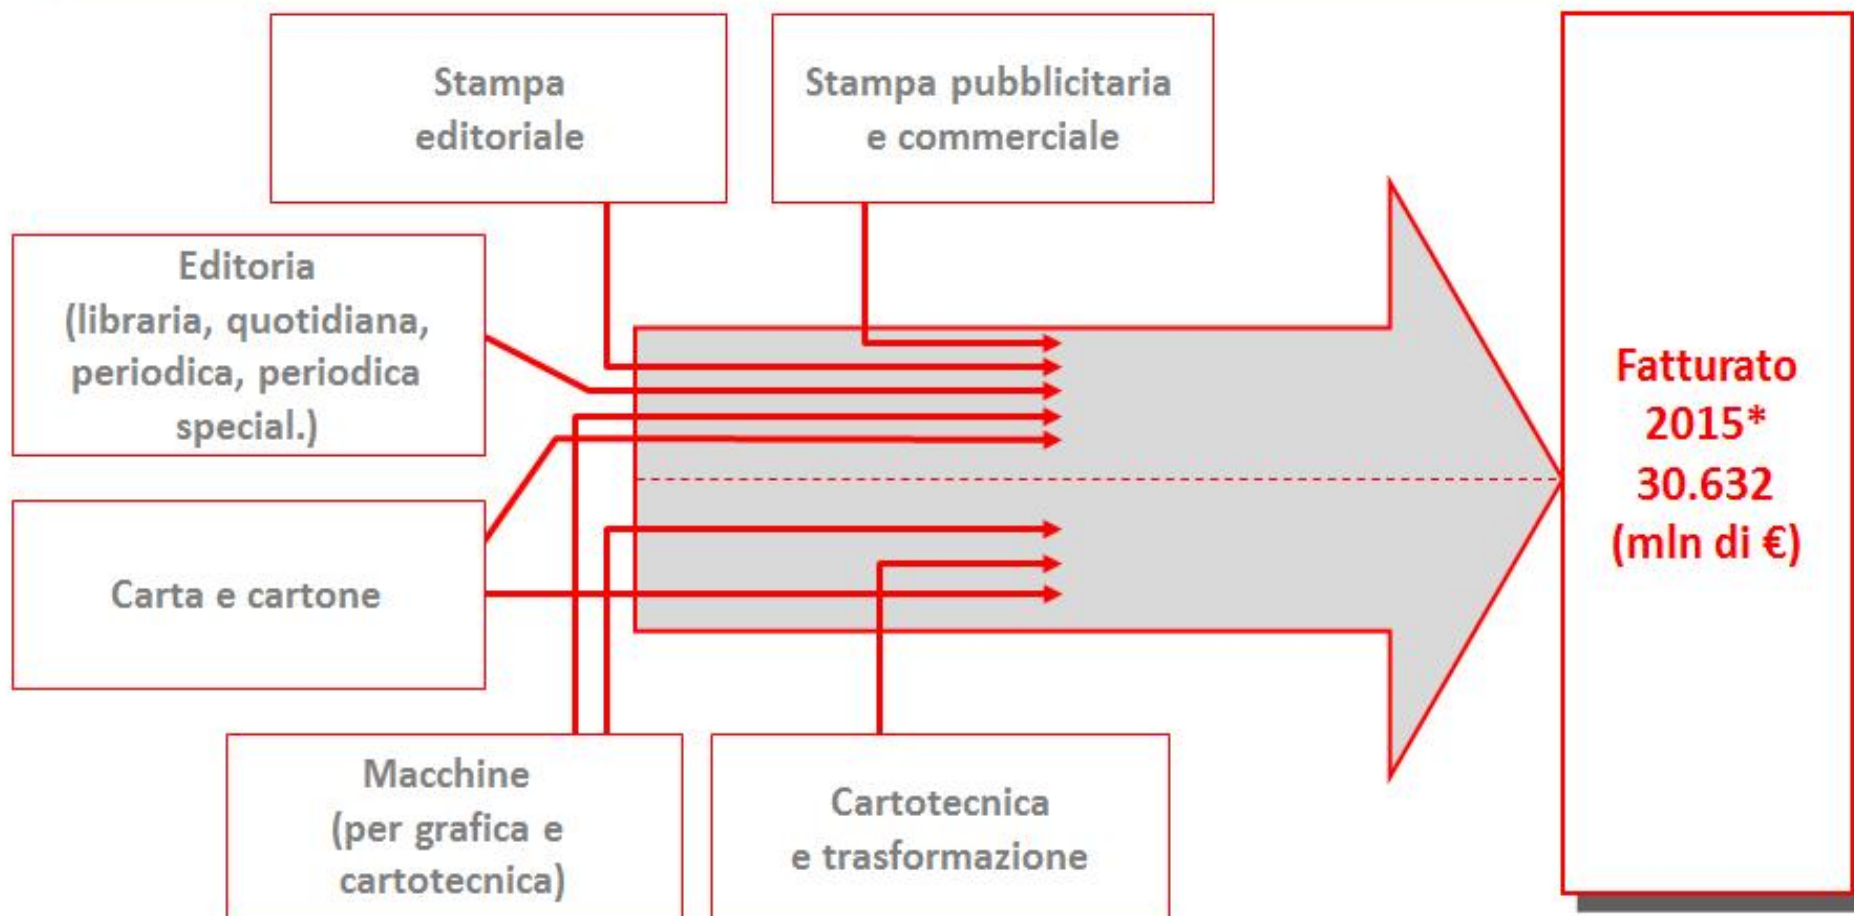 Stampa
editoriale
Stampa pubblicitaria
e commerciale
Editoria
(libraria, quotidiana,
periodica, periodica
special.)
Carta e cartone
Macchine
(per grafica e
cartotecnica)
Cartotecnica
e trasformazione
Fatturato
2015*
30.632
(mln di €)